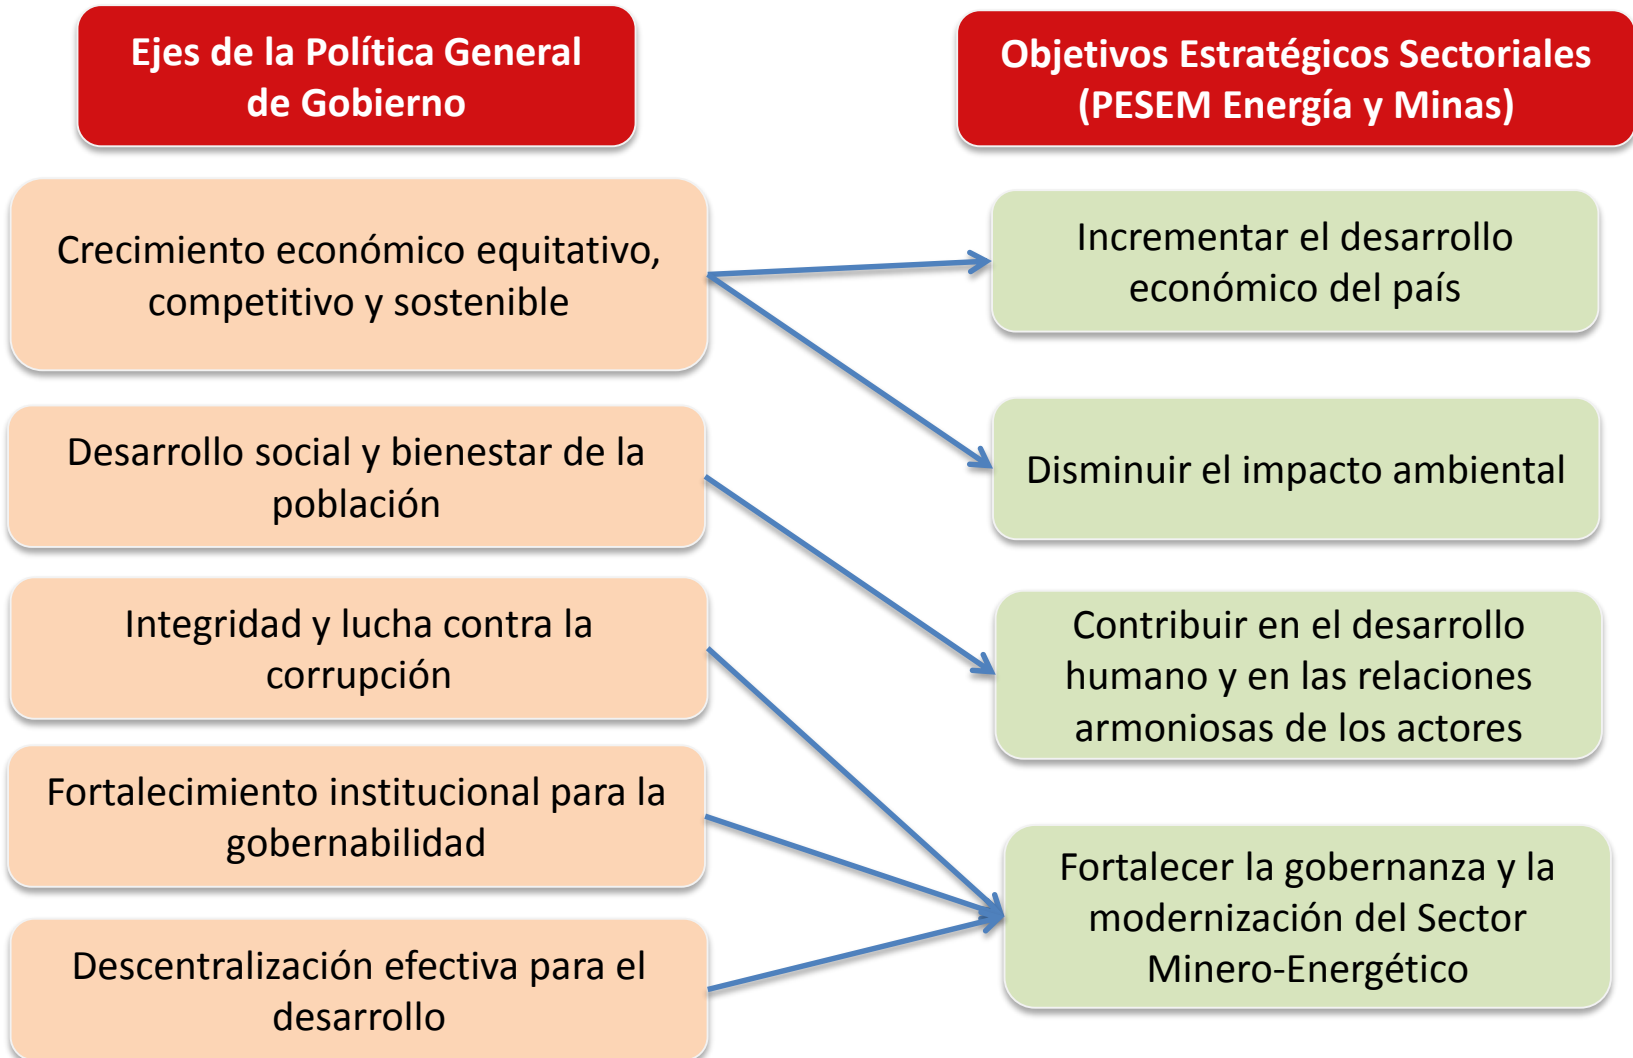 Ejes de la Política General
de Gobierno
Objetivos Estratégicos Sectoriales
(PESEM Energía y Minas)
Crecimiento económico equitativo,
competitivo y sostenible
Desarrollo social y bienestar de la
población
Integridad y lucha contra la
corrupción
Fortalecimiento institucional para la
gobernabilidad
Descentralización efectiva para el
desarrollo
Incrementar el desarrollo
económico del país
Disminuir el impacto ambiental
Contribuir en el desarrollo
humano y en las relaciones
armoniosas de los actores
Fortalecer la gobernanza y la
modernización del Sector
Minero-Energético